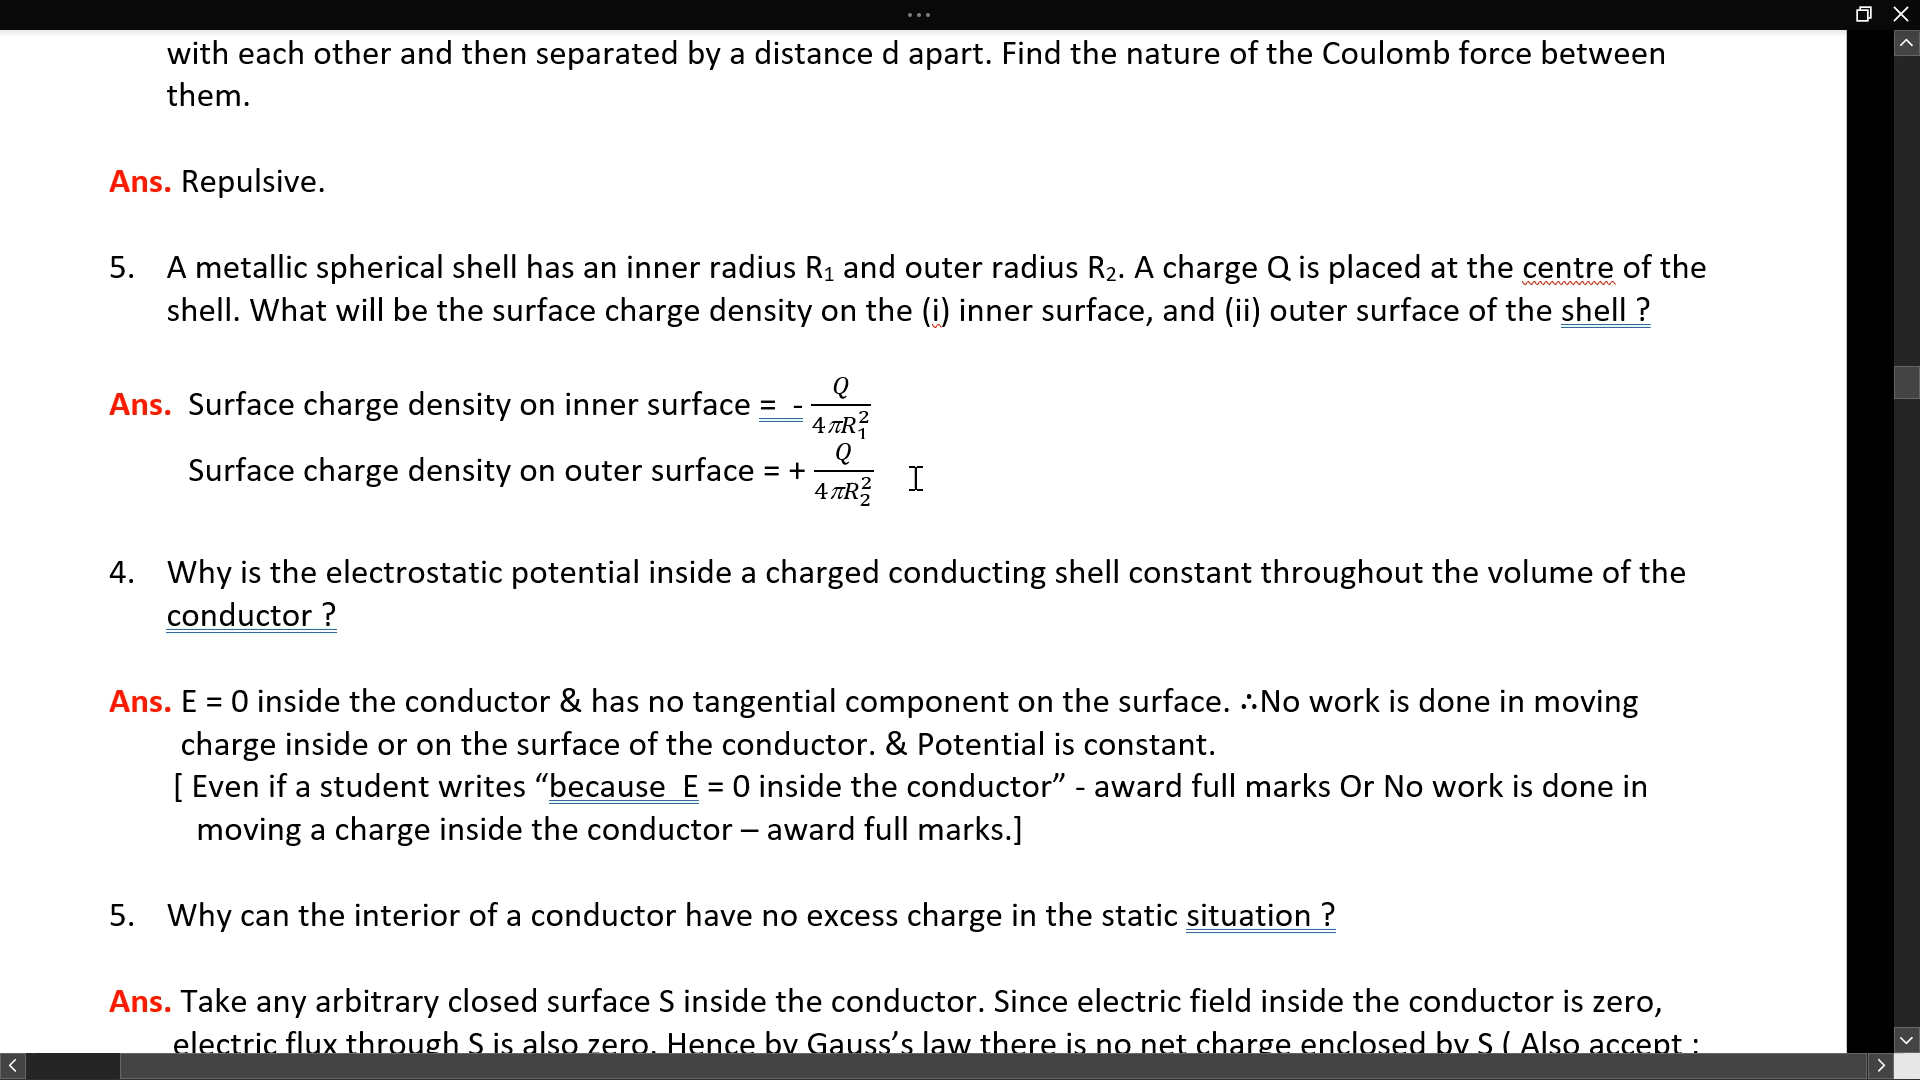 with each other and then separated by a distance d apart. Find the nature of the Coulomb force between
them.
Ans. Repulsive.
5. A metallic spherical shell has an inner radius R₁ and outer radius R₂. A charge Q is placed at the centre of the
shell. What will be the surface charge density on the (i) inner surface, and (ii) outer surface of the shell ?
Ans. Surface charge density on inner surface = - Q/4πR₁²
Surface charge density on outer surface = + Q/4πR₂²
4. Why is the electrostatic potential inside a charged conducting shell constant throughout the volume of the
conductor ?
Ans. E = 0 inside the conductor & has no tangential component on the surface. ∴No work is done in moving
charge inside or on the surface of the conductor. & Potential is constant.
[ Even if a student writes “because E = 0 inside the conductor” - award full marks Or No work is done in
moving a charge inside the conductor – award full marks.]
5. Why can the interior of a conductor have no excess charge in the static situation ?
Ans. Take any arbitrary closed surface S inside the conductor. Since electric field inside the conductor is zero,
electric flux through S is also zero. Hence by Gauss’s law there is no net charge enclosed by S ( Also accept :